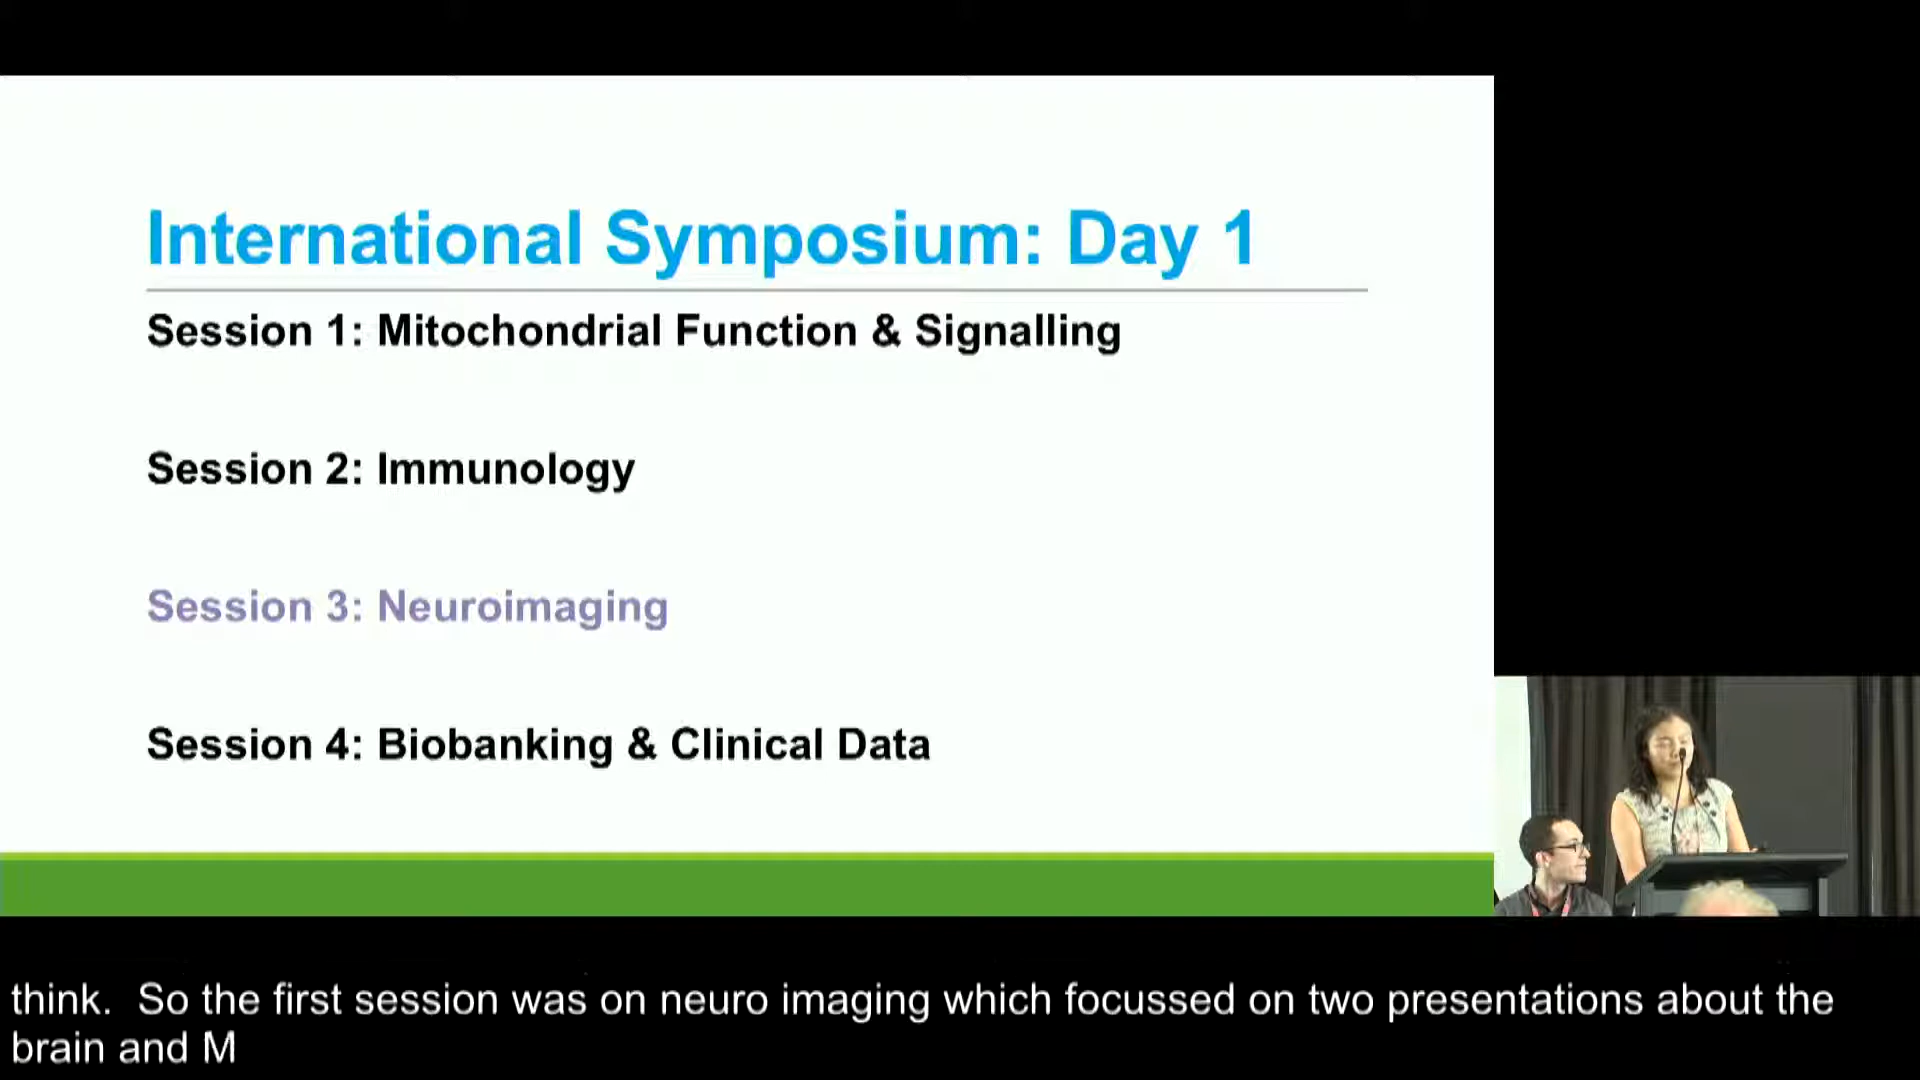 International Symposium: Day 1
Session 1: Mitochondrial Function & Signalling
Session 2: Immunology
Session 3: Neuroimaging
Session 4: Biobanking & Clinical Data
think.  So the first session was on neuro imaging which focussed on two presentations about the
brain and M